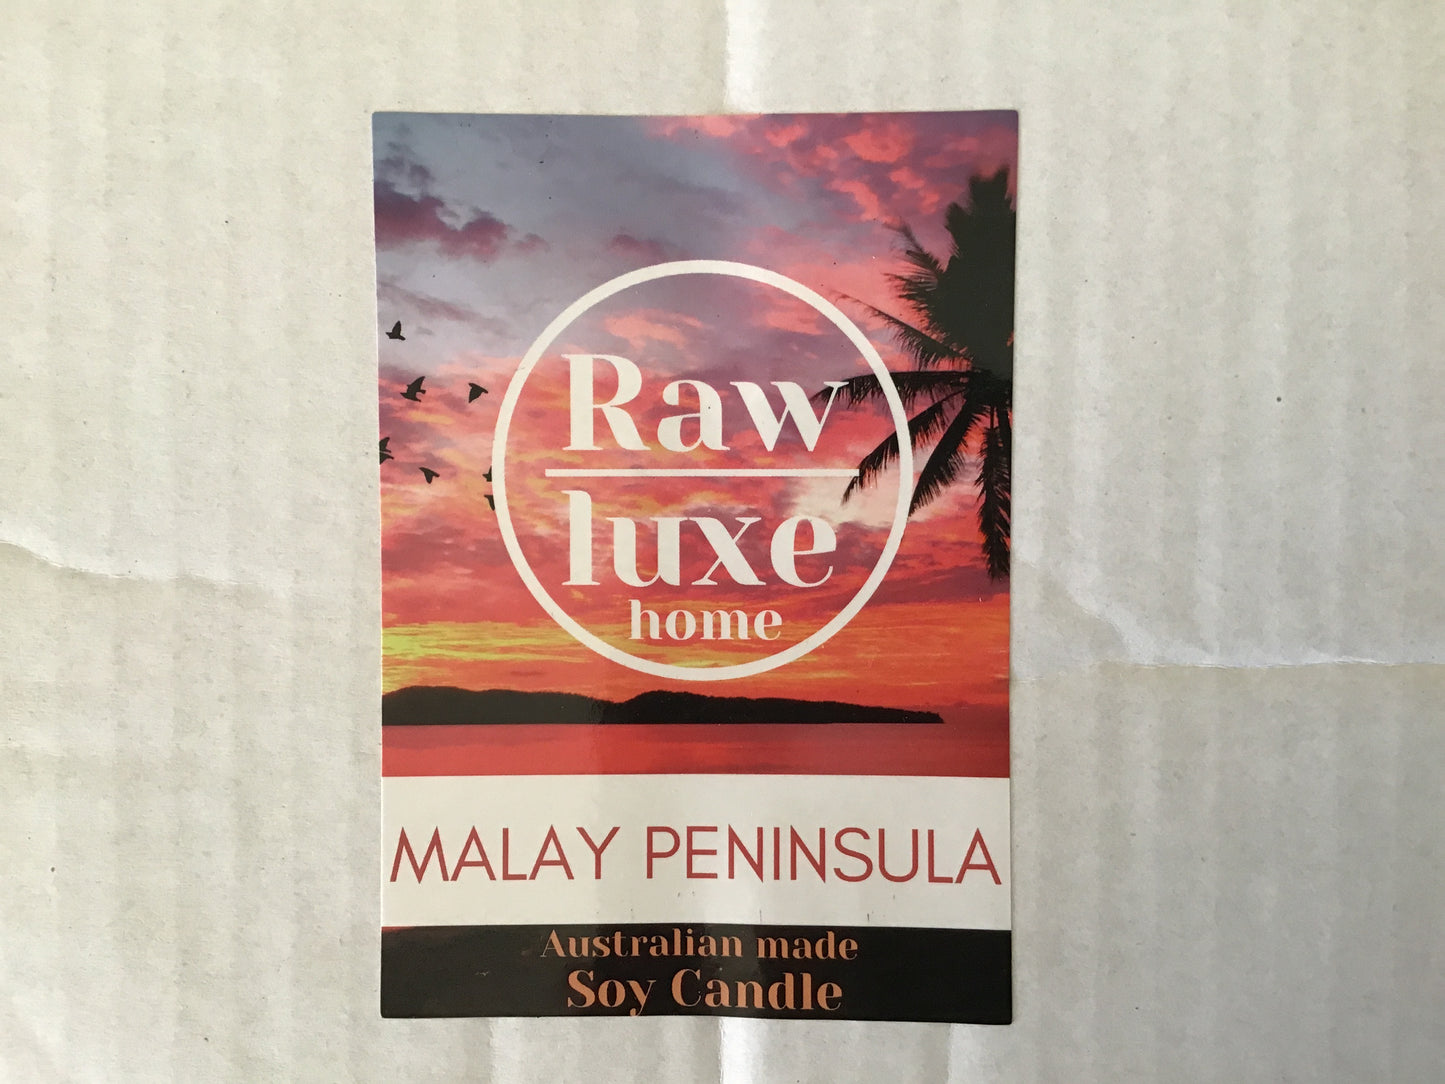 Raw
luxe
home
MALAY PENINSULA
Australian made
Soy Candle